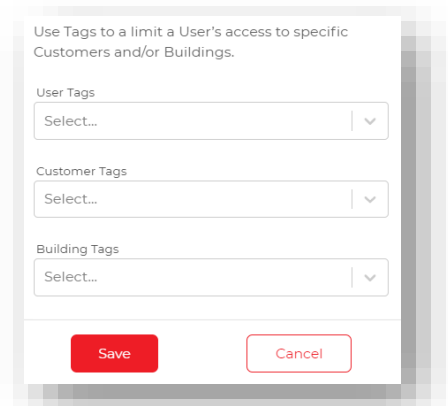 Use Tags to a limit a User's access to specific
Customers and/or Buildings.
User Tags
Select...
Customer Tags
Select...
Building Tags
Select...
Save
Cancel